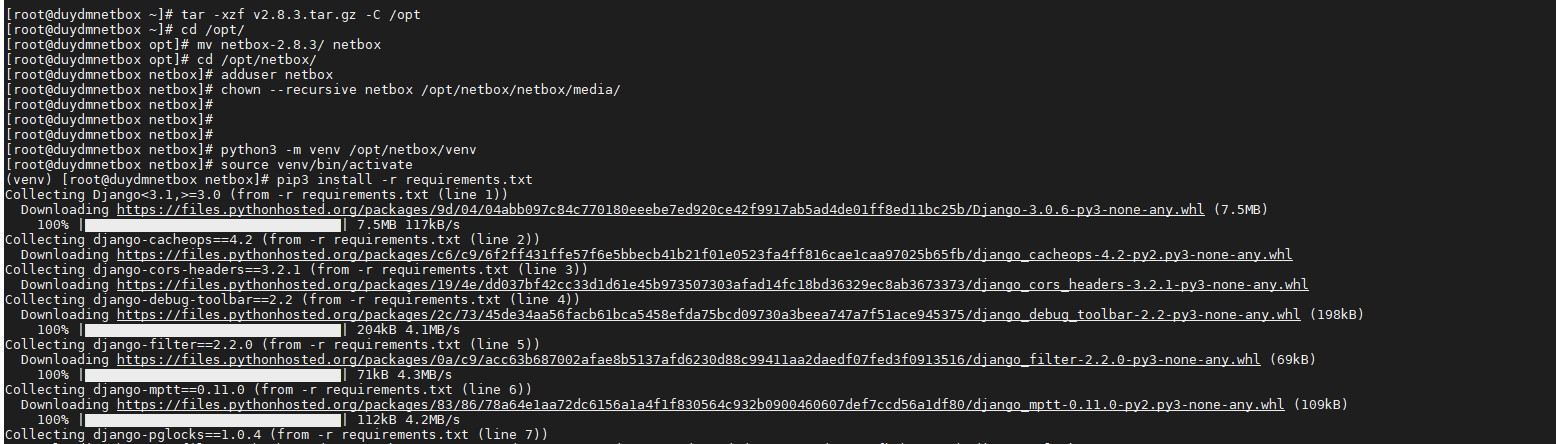 [root@duydmnetbox ~]# tar -xzf v2.8.3.tar.gz -C /opt
[root@duydmnetbox ~]# cd /opt/
[root@duydmnetbox opt]# mv netbox-2.8.3/ netbox
[root@duydmnetbox opt]# cd /opt/netbox/
[root@duydmnetbox netbox]# adduser netbox
[root@duydmnetbox netbox]# chown --recursive netbox /opt/netbox/netbox/media/
[root@duydmnetbox netbox]#
[root@duydmnetbox netbox]#
[root@duydmnetbox netbox]#
[root@duydmnetbox netbox]# python3 -m venv /opt/netbox/venv
[root@duydmnetbox netbox]# source venv/bin/activate
(venv) [root@duydmnetbox netbox]# pip3 install -r requirements.txt
Collecting Django<3.1,>=3.0 (from -r requirements.txt (line 1))
  Downloading https://files.pythonhosted.org/packages/9d/04/04abb097c84c770180eeebe7ed920ce42f9917ab5ad4de01ff8ed11bc25b/Django-3.0.6-py3-none-any.whl (7.5MB)
    100% || 7.5MB 117kB/s
Collecting django-cacheops==4.2 (from -r requirements.txt (line 2))
  Downloading https://files.pythonhosted.org/packages/c6/c9/6f2ff431ffe57f6e5bbecb41b21f01e0523fa4ff816cae1caa97025b65fb/django_cacheops-4.2-py2.py3-none-any.whl
Collecting django-cors-headers==3.2.1 (from -r requirements.txt (line 3))
  Downloading https://files.pythonhosted.org/packages/19/4e/dd037bf42cc33d1d61e45b973507303afad14fc18bd36329ec8ab3673373/django_cors_headers-3.2.1-py3-none-any.whl
Collecting django-debug-toolbar==2.2 (from -r requirements.txt (line 4))
  Downloading https://files.pythonhosted.org/packages/2c/73/45de34aa56facb61bca5458efda75bcd09730a3beea747a7f51ace945375/django_debug_toolbar-2.2-py3-none-any.whl (198kB)
    100% || 204kB 4.1MB/s
Collecting django-filter==2.2.0 (from -r requirements.txt (line 5))
  Downloading https://files.pythonhosted.org/packages/0a/c9/acc63b687002afae8b5137afd6230d88c99411aa2daedf07fed3f0913516/django_filter-2.2.0-py3-none-any.whl (69kB)
    100% || 71kB 4.3MB/s
Collecting django-mptt==0.11.0 (from -r requirements.txt (line 6))
  Downloading https://files.pythonhosted.org/packages/83/86/78a64e1aa72dc6156a1a4f1f830564c932b0900460607def7ccd56a1df80/django_mptt-0.11.0-py2.py3-none-any.whl (109kB)
    100% || 112kB 4.2MB/s
Collecting django-pglocks==1.0.4 (from -r requirements.txt (line 7))